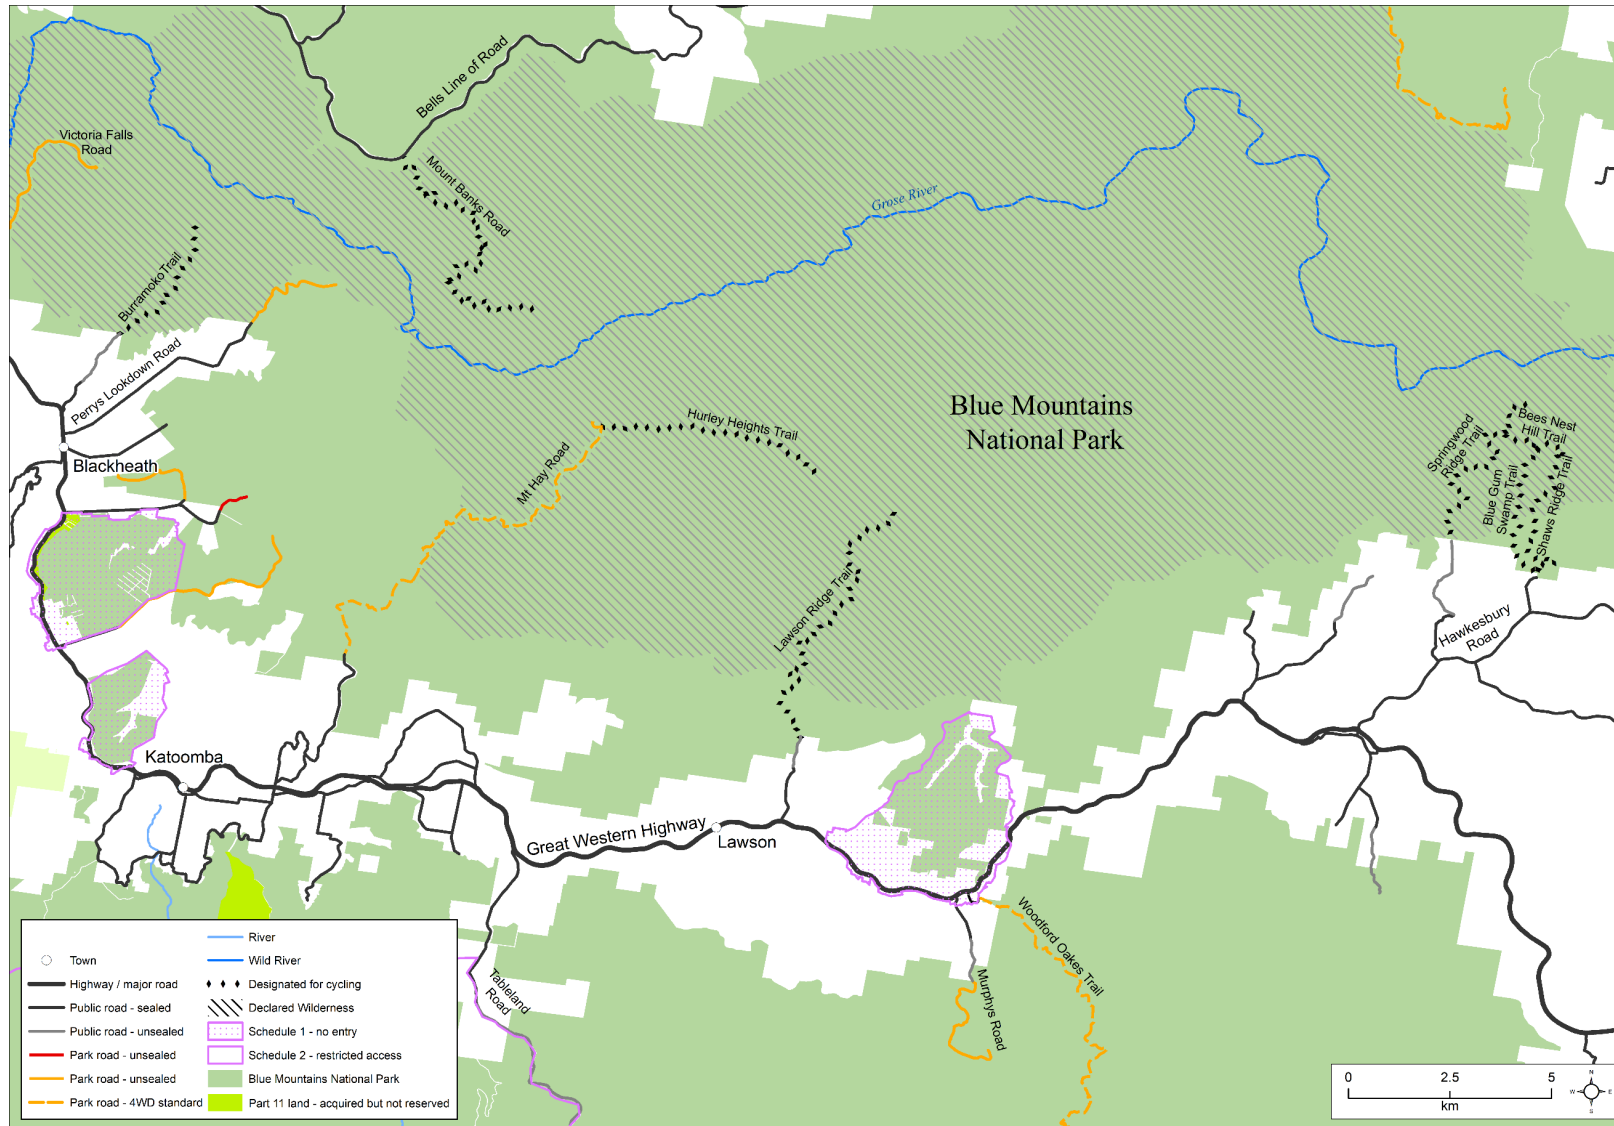 Bells Line of Road
Victoria Falls
Road
Mount Banks Road
Grose River
Burramoko Trail
Perrys Lookdown Road
Blue Mountains
National Park
Hurley Heights Trail
Mt Hay Road
Springwood
Ridge Trail
Bees Nest
Hill Trail
Blue Gum
Swamp Trail
Shaws Ridge Trail
Blackheath
Lawson Ridge Trail
Hawkesbury
Road
Katoomba
Great Western Highway
Lawson
Woodford Oakes Trail
Murphys Road
Tableland
Road
River
Town
Wild River
Highway / major road
Designated for cycling
Public road - sealed
Declared Wilderness
Public road - unsealed
Schedule 1 - no entry
Park road - unsealed
Schedule 2 - restricted access
Park road - unsealed
Blue Mountains National Park
Park road - 4WD standard
Part 11 land - acquired but not reserved
0 2.5 5
km
N
W E
S